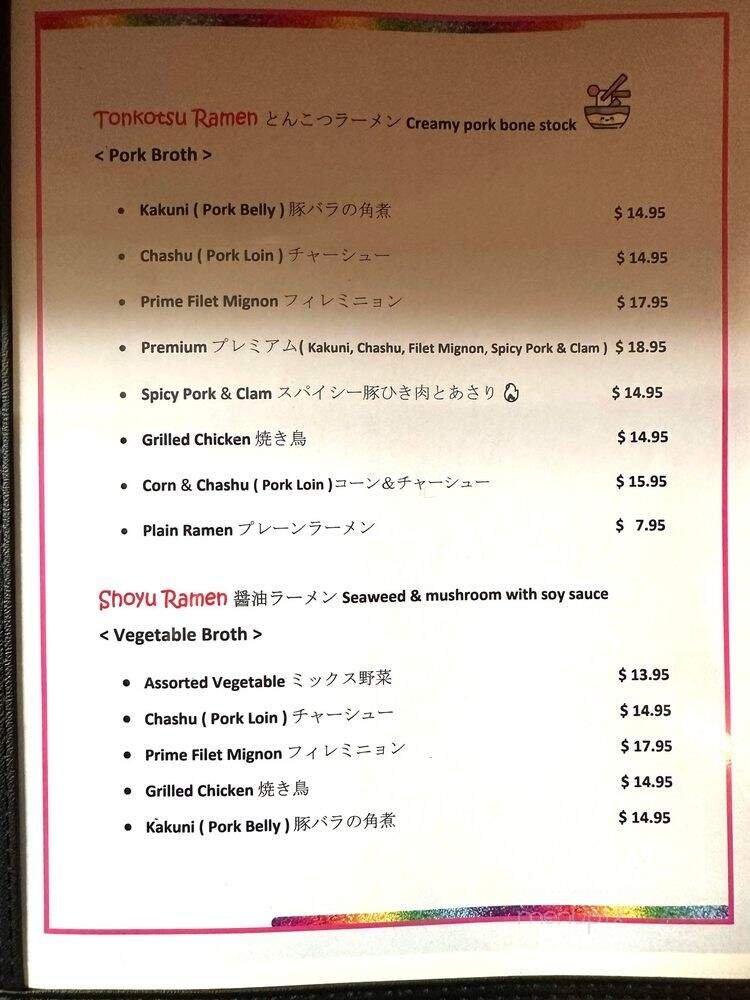 Tonkotsu Ramen とんこつラーメン Creamy pork bone stock
< Pork Broth >
• Kakuni ( Pork Belly ) 豚バラの角煮 $ 14.95
• Chashu ( Pork Loin ) チャーシュー $ 14.95
• Prime Filet Mignon フィレミニョン $ 17.95
• Premium プレミアム( Kakuni, Chashu, Filet Mignon, Spicy Pork & Clam ) $ 18.95
• Spicy Pork & Clam スパイシー豚ひき肉とあさり $ 14.95
• Grilled Chicken 焼き鳥 $ 14.95
• Corn & Chashu ( Pork Loin )コーン&チャーシュー $ 15.95
• Plain Ramen プレーンラーメン $ 7.95
Shoyu Ramen 醤油ラーメン Seaweed & mushroom with soy sauce
< Vegetable Broth >
• Assorted Vegetable ミックス野菜 $ 13.95
• Chashu ( Pork Loin ) チャーシュー $ 14.95
• Prime Filet Mignon フィレミニョン $ 17.95
• Grilled Chicken 焼き鳥 $ 14.95
• Kakuni ( Pork Belly ) 豚バラの角煮 $ 14.95